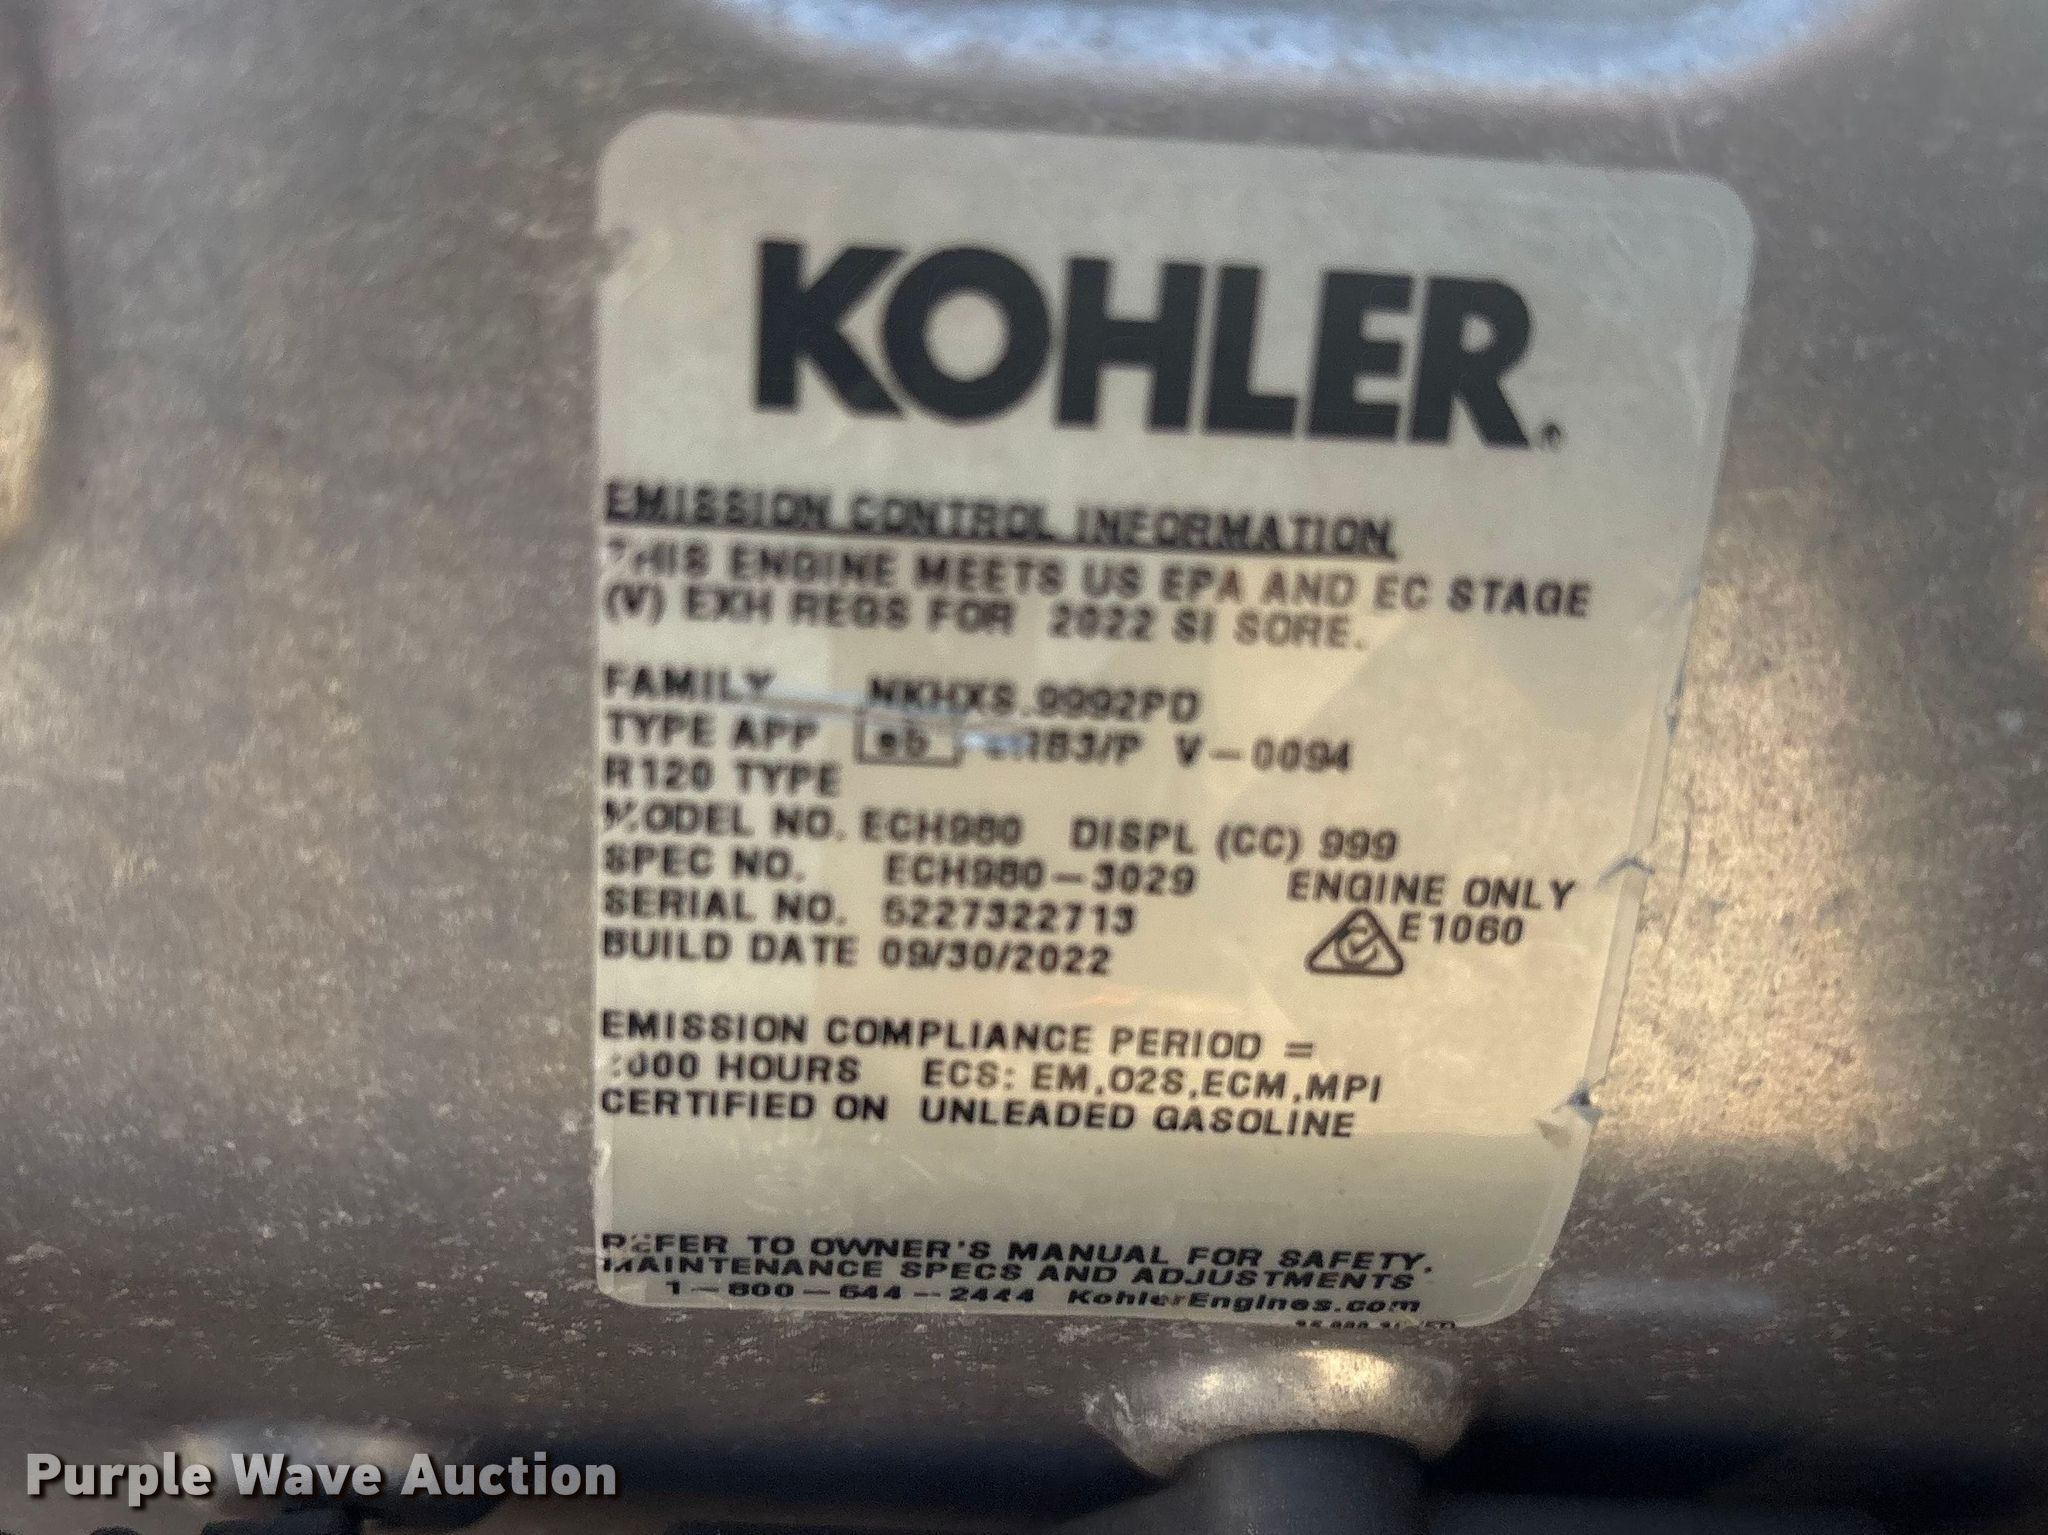 KOHLER®
EMISSION CONTROL INFORMATION
THIS ENGINE MEETS US EPA AND EC STAGE
(V) EXH REGS FOR 2022 SI SORE.
FAMILY NKHXS.9992PD
TYPE APP eb V-0094
R120 TYPE
MODEL NO. ECH980 DISPL (CC) 999
SPEC NO. ECH980-3029 ENGINE ONLY
SERIAL NO. 5227322713 E1060
BUILD DATE 09/30/2022
EMISSION COMPLIANCE PERIOD =
HOURS ECS: EM,O2S,ECM,MPI
CERTIFIED ON UNLEADED GASOLINE
REFER TO OWNER'S MANUAL FOR SAFETY,
MAINTENANCE SPECS AND ADJUSTMENTS
1-800-544-2444 KohlerEngines.com
Purple Wave Auction